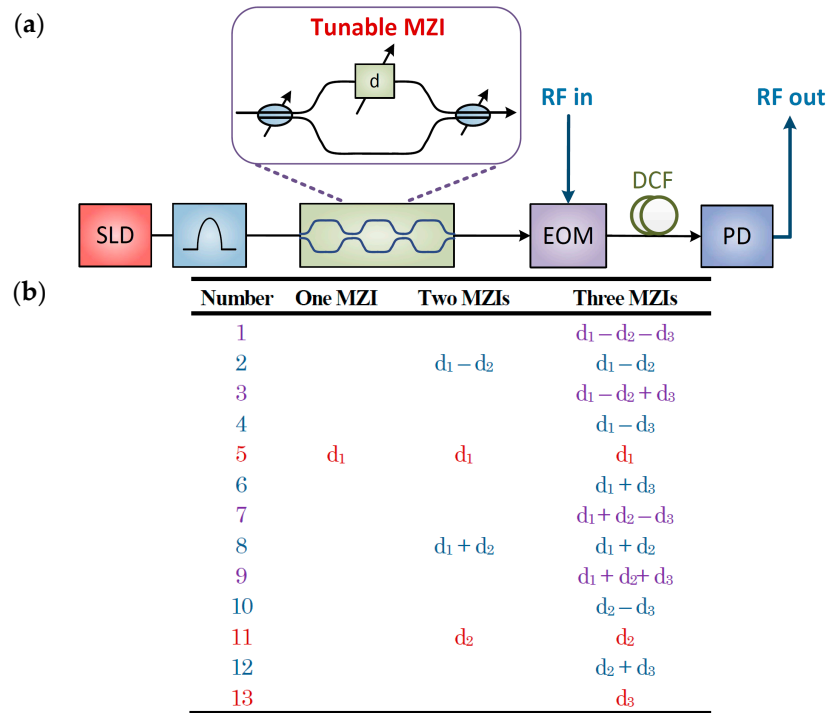 (a)
Tunable MZI
d
RF in
RF out
DCF
SLD
EOM
PD
(b)
Number One MZI Two MZIs Three MZIs
1 d₁ – d₂ – d₃
2 d₁ – d₂ d₁ – d₂
3 d₁ – d₂ + d₃
4 d₁ – d₃
5 d₁ d₁ d₁
6 d₁ + d₃
7 d₁ + d₂ – d₃
8 d₁ + d₂ d₁ + d₂
9 d₁ + d₂ + d₃
10 d₂ – d₃
11 d₂ d₂
12 d₂ + d₃
13 d₃